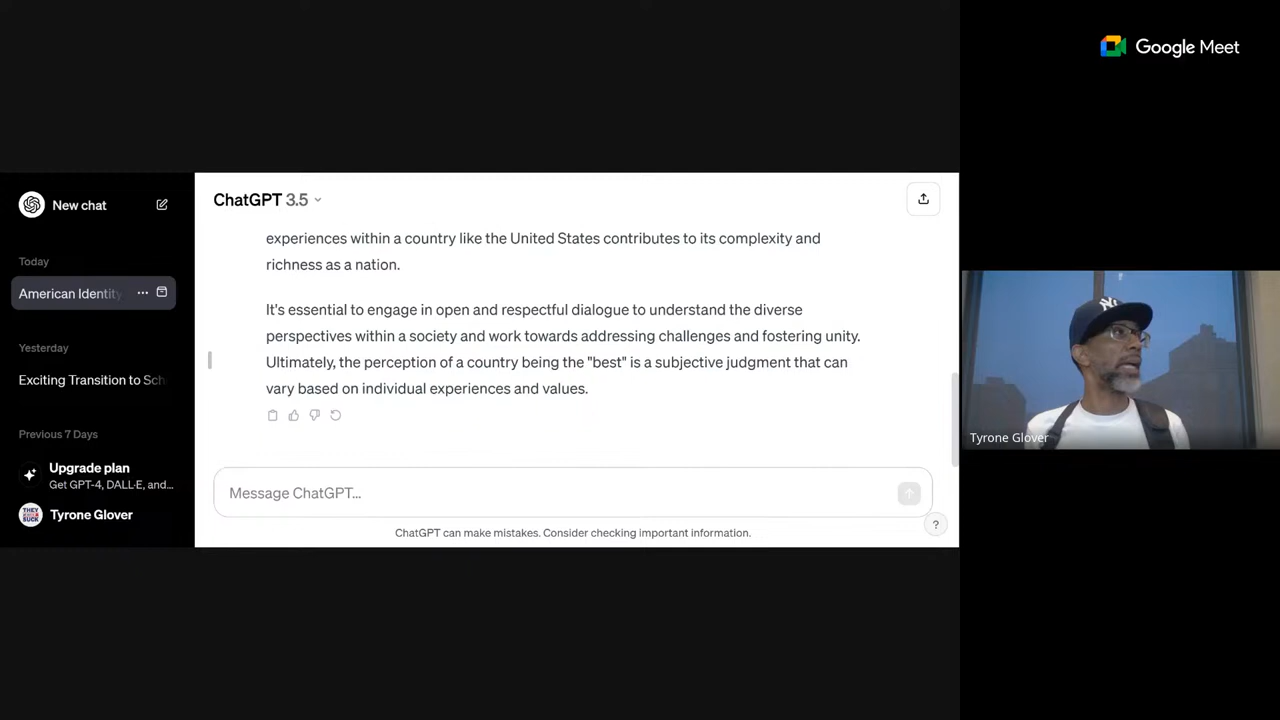 Google Meet
New chat
Today
American Identity
Yesterday
Exciting Transition to Sch
Previous 7 Days
Upgrade plan
Get GPT-4, DALL·E, and...
THEY
SUCK
Tyrone Glover
ChatGPT 3.5
experiences within a country like the United States contributes to its complexity and
richness as a nation.
It's essential to engage in open and respectful dialogue to understand the diverse
perspectives within a society and work towards addressing challenges and fostering unity.
Ultimately, the perception of a country being the "best" is a subjective judgment that can
vary based on individual experiences and values.
Message ChatGPT...
ChatGPT can make mistakes. Consider checking important information.
?
NY
Tyrone Glover